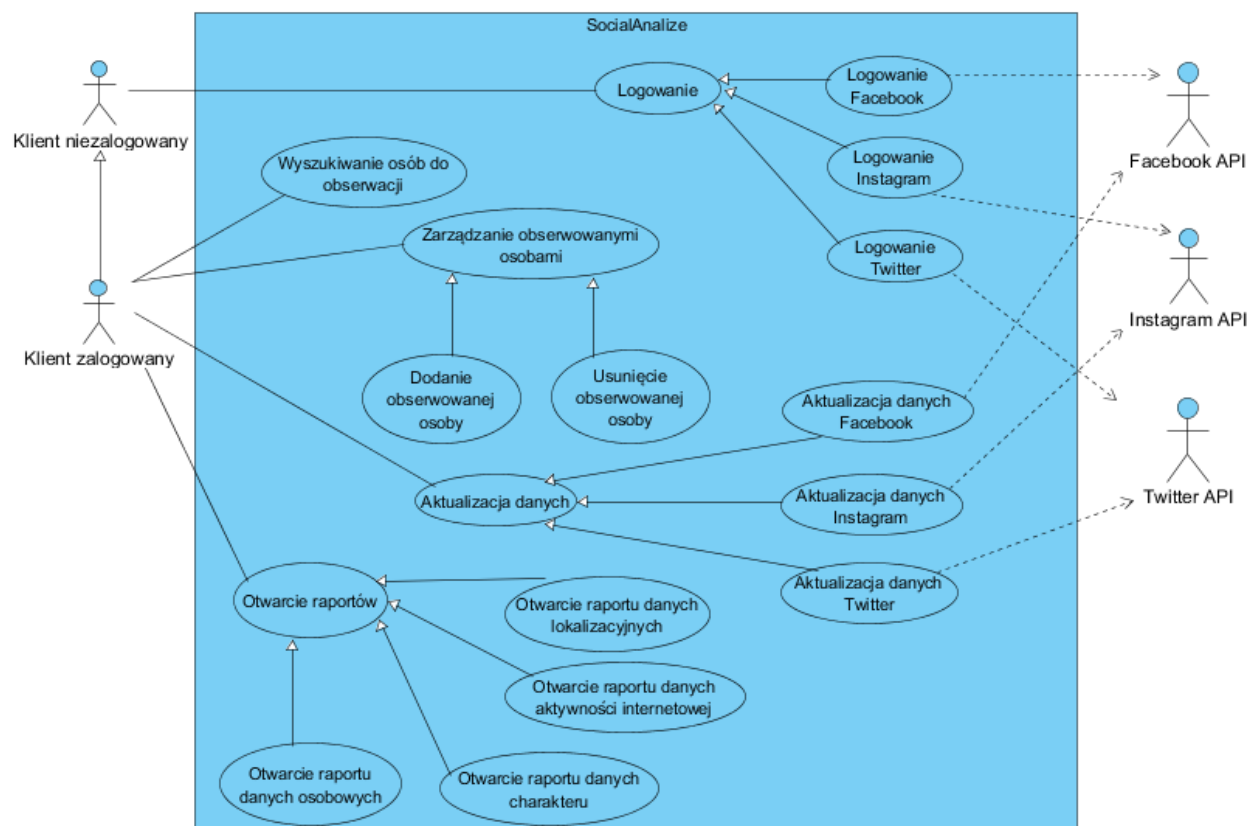 SocialAnalize
Klient niezalogowany
Logowanie
Logowanie
Facebook
Facebook API
Wyszukiwanie osób do
obserwacji
Logowanie
Instagram
Zarządzanie obserwowanymi
osobami
Logowanie
Twitter
Instagram API
Klient zalogowany
Dodanie
obserwowanej
osoby
Usunięcie
obserwowanej
osoby
Aktualizacja danych
Facebook
Aktualizacja danych
Aktualizacja danych
Instagram
Twitter API
Otwarcie raportów
Otwarcie raportu danych
lokalizacyjnych
Aktualizacja danych
Twitter
Otwarcie raportu danych
aktywności internetowej
Otwarcie raportu
danych osobowych
Otwarcie raportu danych
charakteru